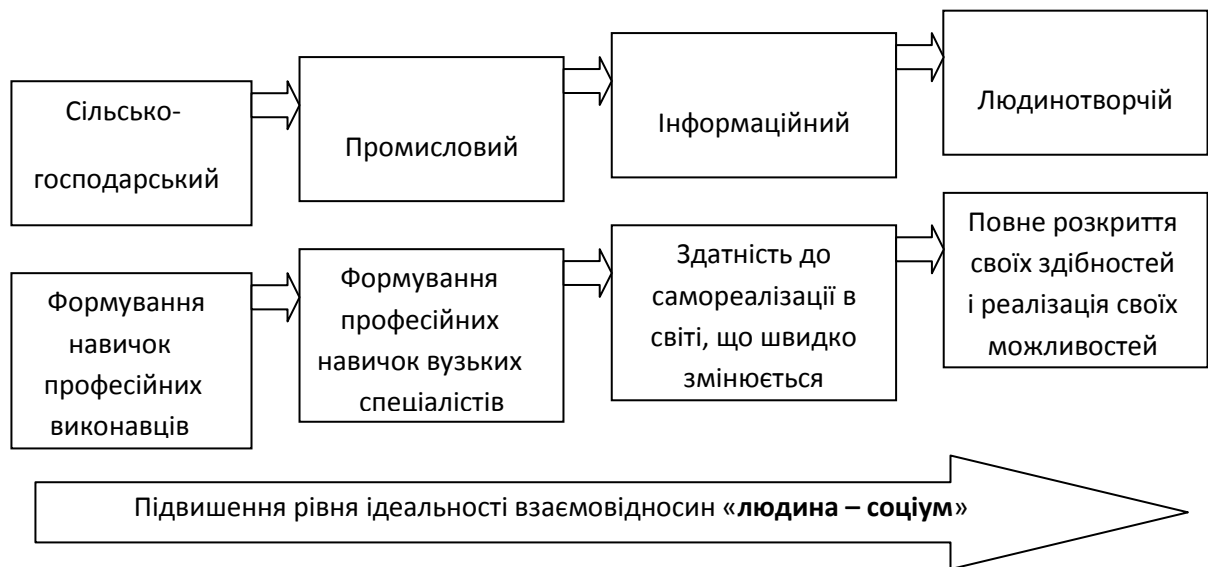 Сільсько-
господарський
Промисловий
Інформаційний
Людинотворчій
Формування
навичок
професійних
виконавців
Формування
професійних
навичок вузьких
спеціалістів
Здатність до
самореалізації в
світі, що швидко
змінюється
Повне розкриття
своїх здібностей
і реалізація своїх
можливостей
Підвишення рівня ідеальності взаємовідносин «людина – соціум»